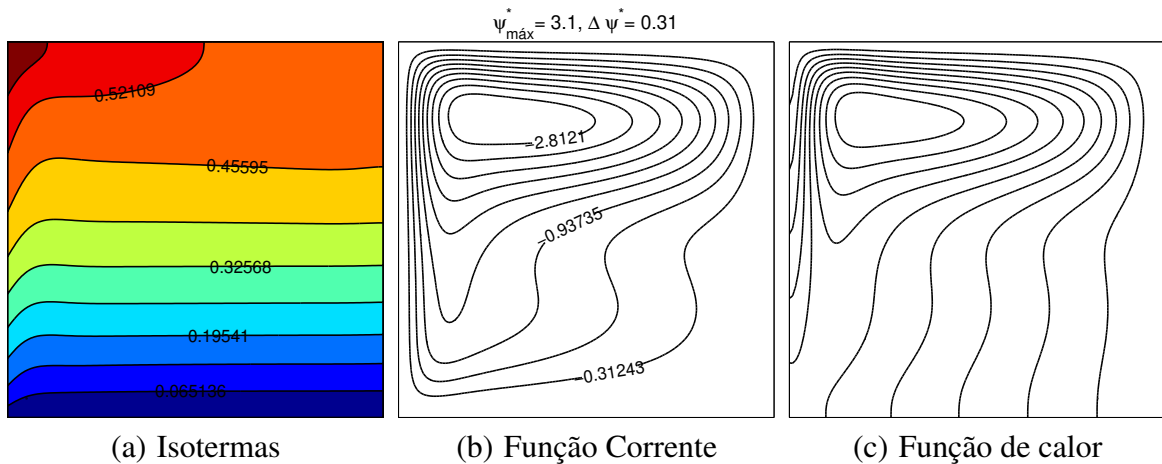 ψ*máx = 3.1, Δ ψ* = 0.31
0.52109
0.45595
0.32568
0.19541
0.065136
−2.8121
−0.93735
−0.31243
(a) Isotermas
(b) Função Corrente
(c) Função de calor